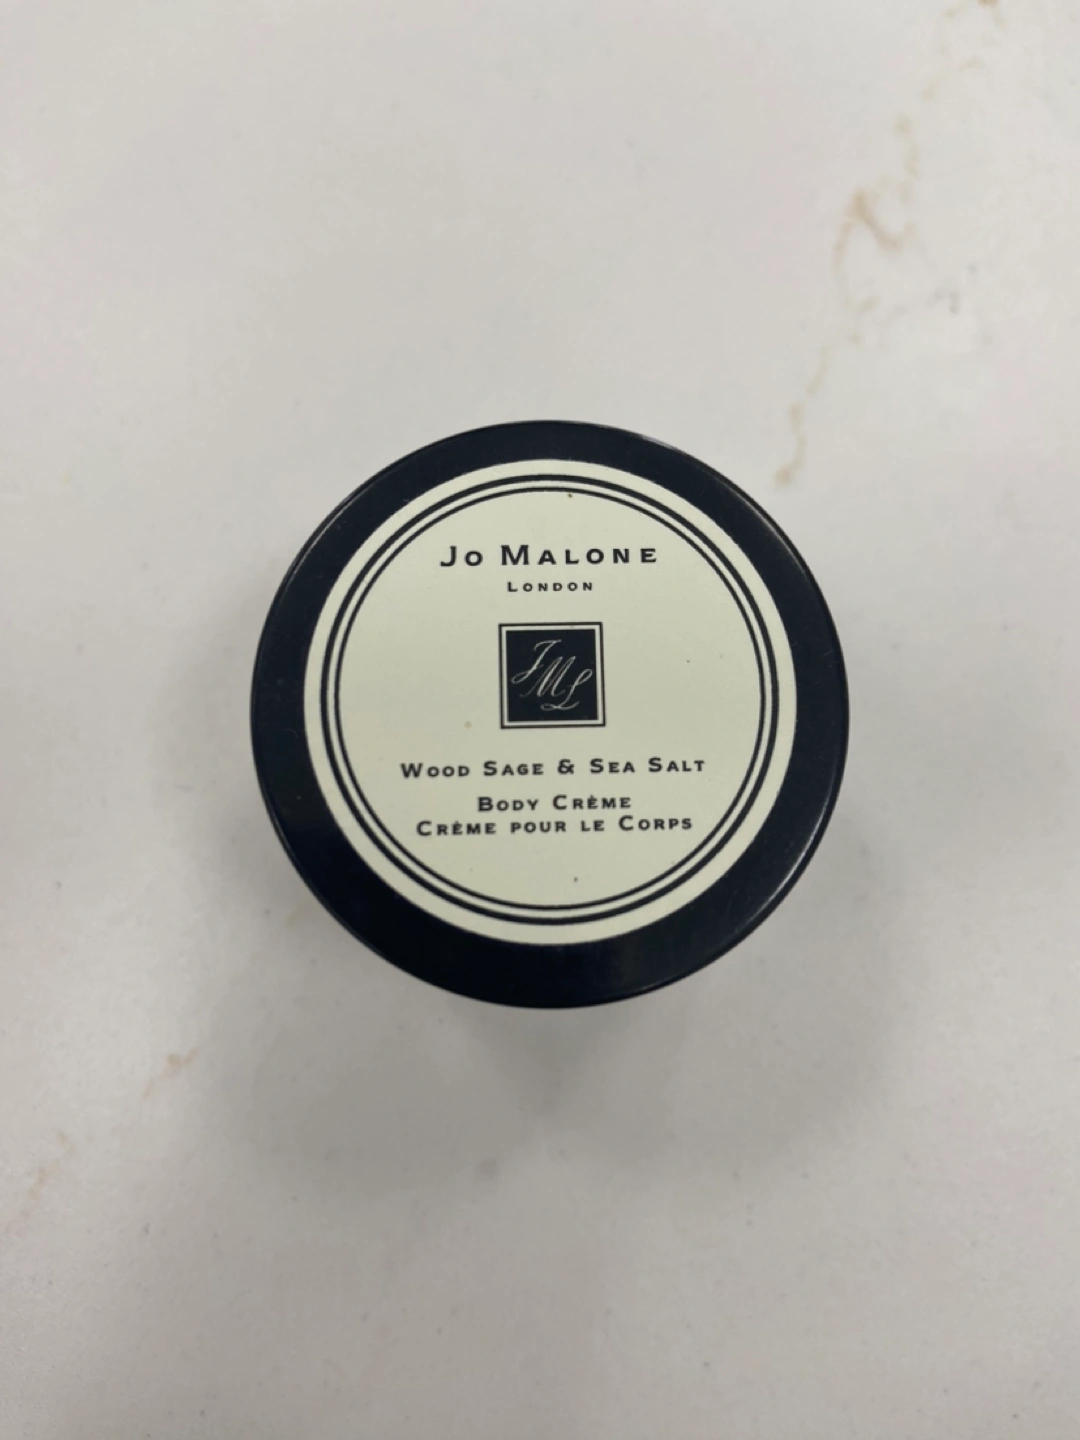 Jo Malone
London
JML
Wood Sage & Sea Salt
Body Crème
Crème pour le Corps